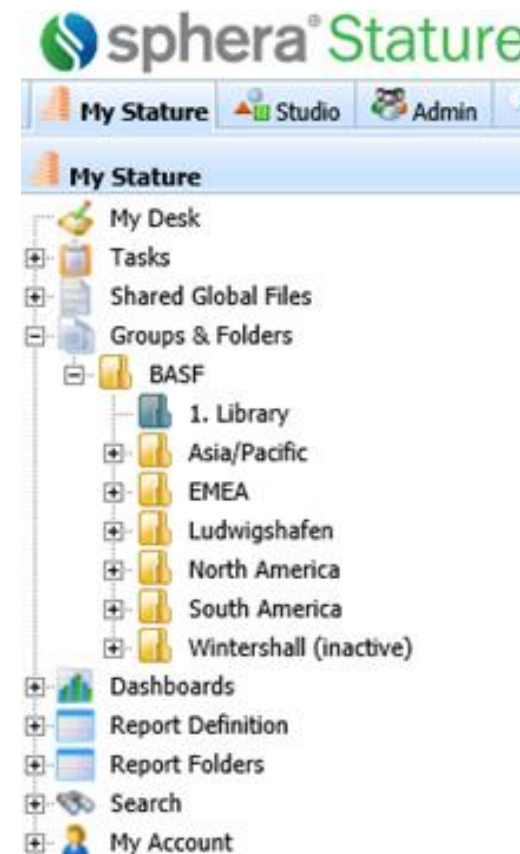 sphera® Stature
My Stature Studio Admin
My Stature
My Desk
Tasks
Shared Global Files
Groups & Folders
BASF
1. Library
Asia/Pacific
EMEA
Ludwigshafen
North America
South America
Wintershall (inactive)
Dashboards
Report Definition
Report Folders
Search
My Account